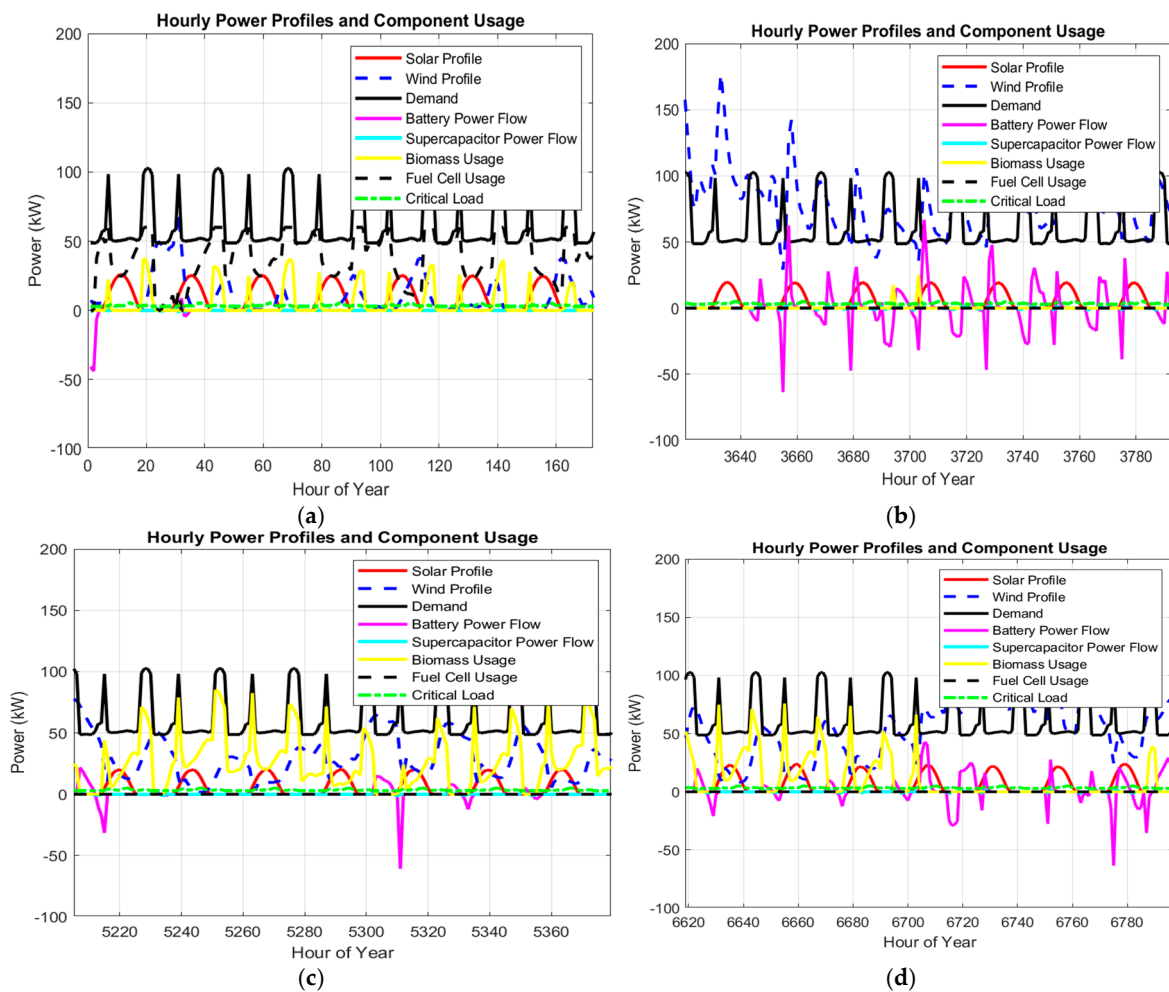 Hourly Power Profiles and Component Usage
200
150
100
50
0
-50
-100
Power (kW)
Solar Profile
Wind Profile
Demand
Battery Power Flow
Supercapacitor Power Flow
Biomass Usage
Fuel Cell Usage
Critical Load
0 20 40 60 80 100 120 140 160
Hour of Year
(a)
Hourly Power Profiles and Component Usage
200
150
100
50
0
-50
-100
Power (kW)
Solar Profile
Wind Profile
Demand
Battery Power Flow
Supercapacitor Power Flow
Biomass Usage
Fuel Cell Usage
Critical Load
3640 3660 3680 3700 3720 3740 3760 3780
Hour of Year
(b)
Hourly Power Profiles and Component Usage
200
150
100
50
0
-50
-100
Power (kW)
Solar Profile
Wind Profile
Demand
Battery Power Flow
Supercapacitor Power Flow
Biomass Usage
Fuel Cell Usage
Critical Load
5220 5240 5260 5280 5300 5320 5340 5360
Hour of Year
(c)
Hourly Power Profiles and Component Usage
200
150
100
50
0
-50
-100
Power (kW)
Solar Profile
Wind Profile
Demand
Battery Power Flow
Supercapacitor Power Flow
Biomass Usage
Fuel Cell Usage
Critical Load
6620 6640 6660 6680 6700 6720 6740 6760 6780
Hour of Year
(d)